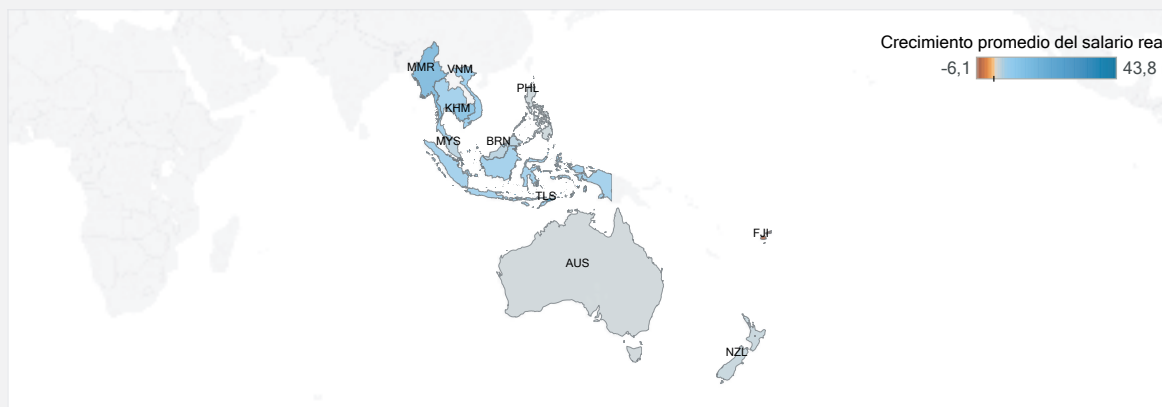 Crecimiento promedio del salario rea
-6,1
43,8
MMR
VNM
PHL
KHM
MYS
BRN
TLS
FJI
AUS
NZL